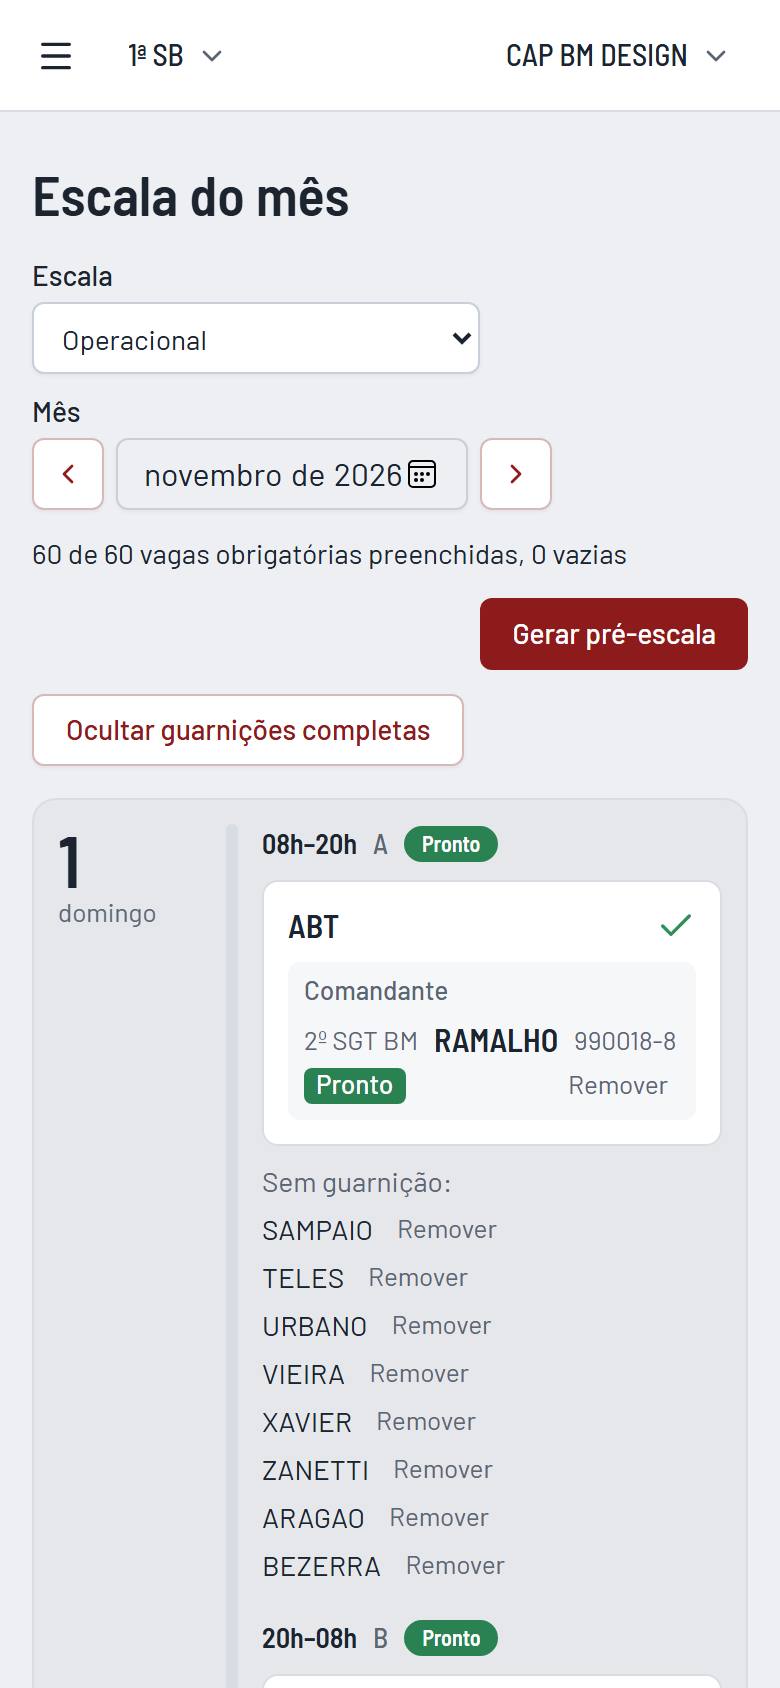 1ª SB
CAP BM DESIGN
Escala do mês
Escala
Operacional
Mês
novembro de 2026
60 de 60 vagas obrigatórias preenchidas, 0 vazias
Gerar pré-escala
Ocultar guarnições completas
1
domingo
08h–20h A Pronto
ABT
Comandante
2º SGT BM RAMALHO 990018-8
Pronto Remover
Sem guarnição:
SAMPAIO Remover
TELES Remover
URBANO Remover
VIEIRA Remover
XAVIER Remover
ZANETTI Remover
ARAGAO Remover
BEZERRA Remover
20h–08h B Pronto